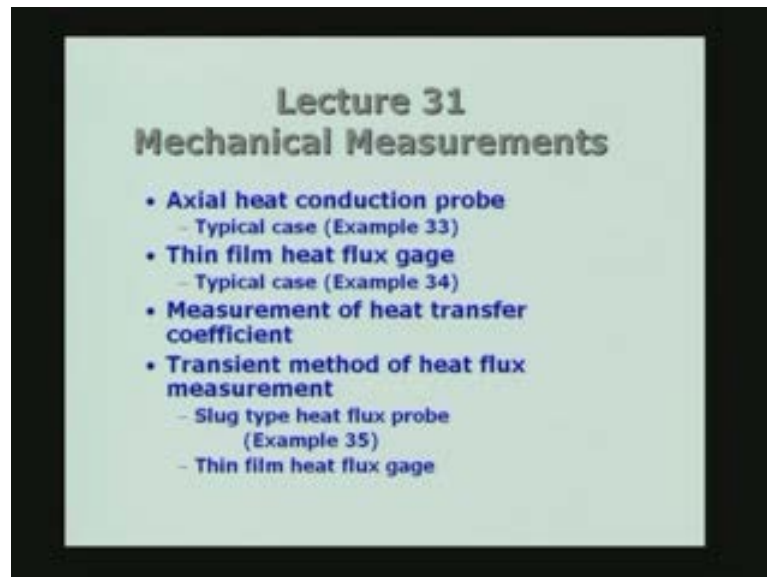 Lecture 31
Mechanical Measurements
• Axial heat conduction probe
– Typical case (Example 33)
• Thin film heat flux gage
– Typical case (Example 34)
• Measurement of heat transfer
coefficient
• Transient method of heat flux
measurement
– Slug type heat flux probe
(Example 35)
– Thin film heat flux gage